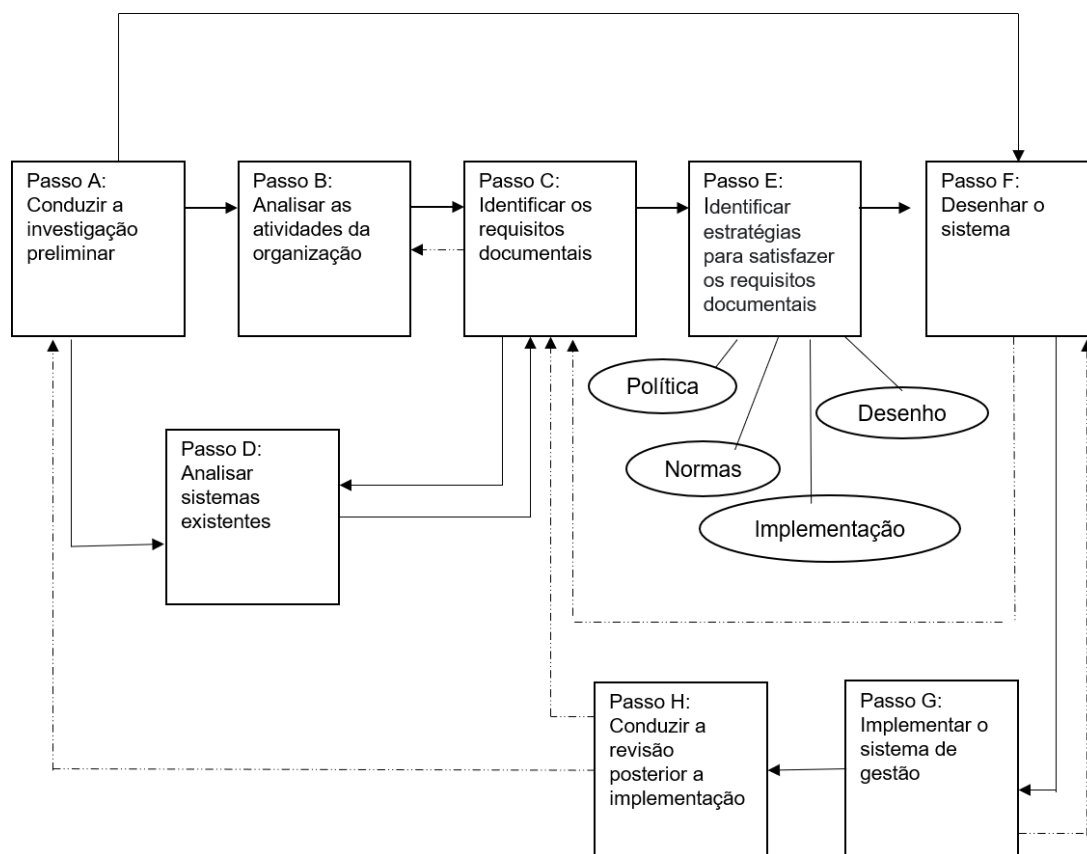 Passo A:
Conduzir a
investigação
preliminar
Passo B:
Analisar as
atividades da
organização
Passo C:
Identificar os
requisitos
documentais
Passo E:
Identificar
estratégias
para satisfazer
os requisitos
documentais
Passo F:
Desenhar o
sistema
Política
Desenho
Normas
Implementação
Passo D:
Analisar
sistemas
existentes
Passo H:
Conduzir a
revisão
posterior a
implementação
Passo G:
Implementar o
sistema de
gestão